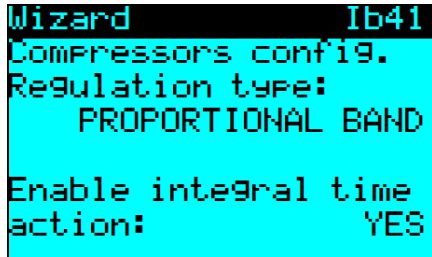 Wizard Ib41
Compressors config.
Regulation type:
PROPORTIONAL BAND
Enable integral time
action: YES